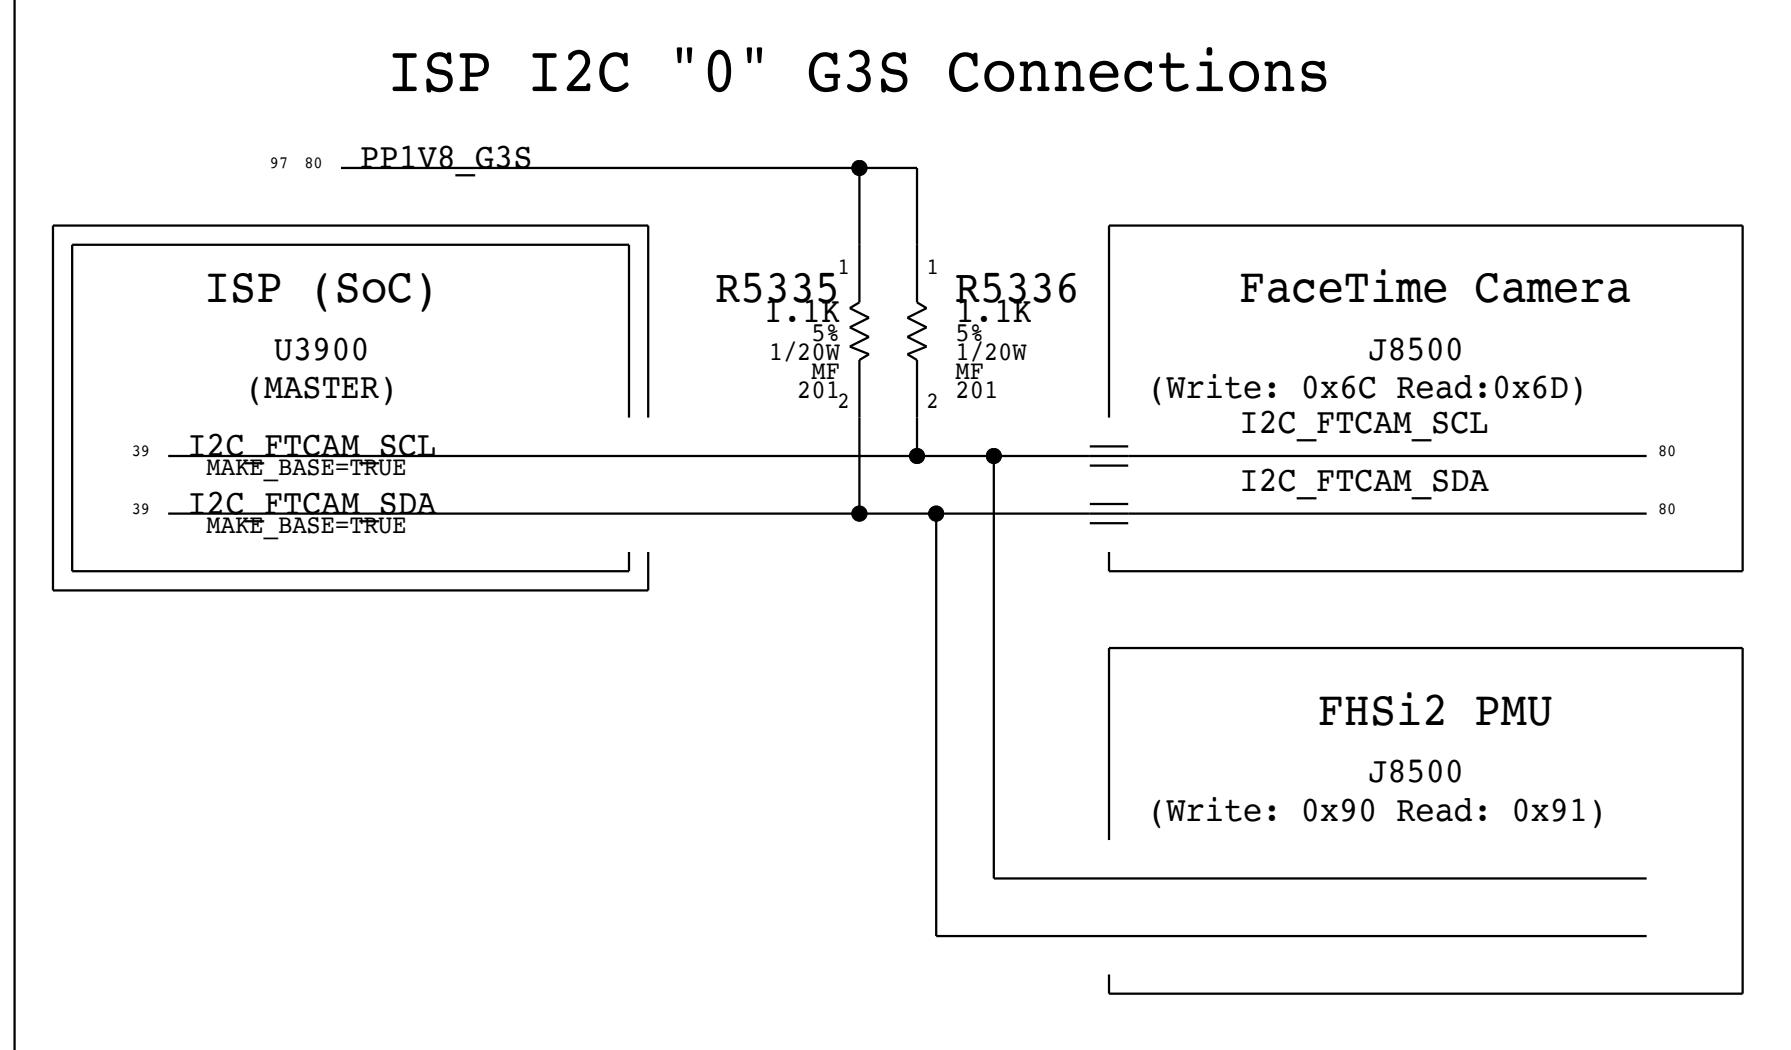 ISP I2C "0" G3S Connections
97 80 PP1V8_G3S
ISP (SoC)
U3900
(MASTER)
39 I2C_FTCAM_SCL
MAKE_BASE=TRUE
39 I2C_FTCAM_SDA
MAKE_BASE=TRUE
R5335
1.1K
5%
1/20W
MF
201
1
2
R5336
1.1K
5%
1/20W
MF
201
1
2
FaceTime Camera
J8500
(Write: 0x6C Read:0x6D)
I2C_FTCAM_SCL 80
I2C_FTCAM_SDA 80
FHSi2 PMU
J8500
(Write: 0x90 Read: 0x91)